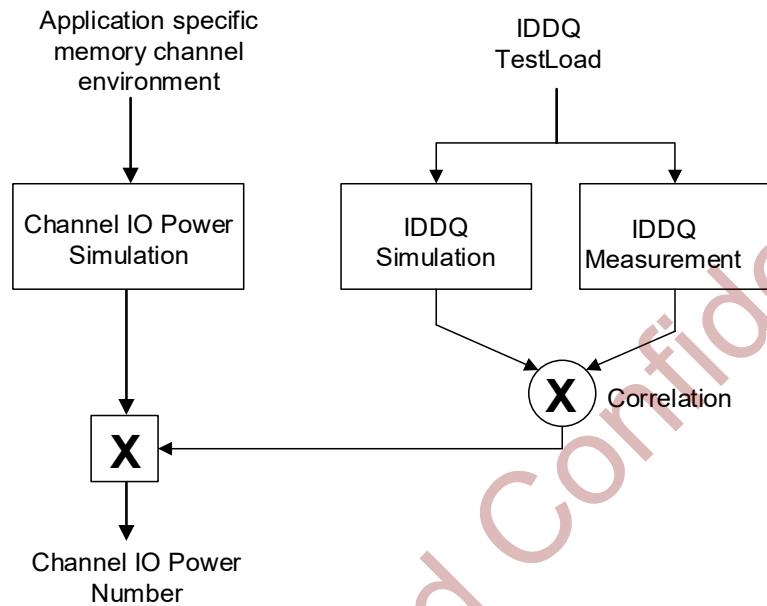 Application specific
memory channel
environment
IDDQ
TestLoad
Channel IO Power
Simulation
IDDQ
Simulation
IDDQ
Measurement
X
Correlation
X
Channel IO Power
Number